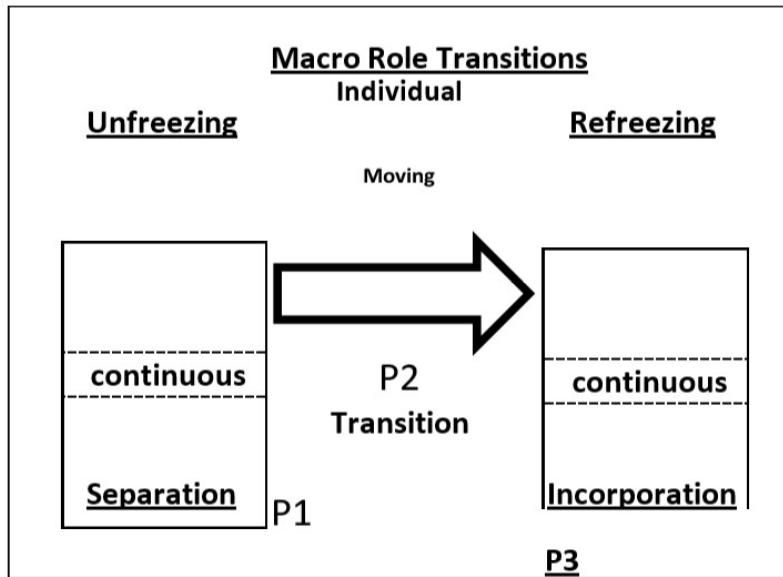 Macro Role Transitions
Individual
Unfreezing
Refreezing
Moving
continuous
continuous
P2
Transition
Separation
P1
Incorporation
P3